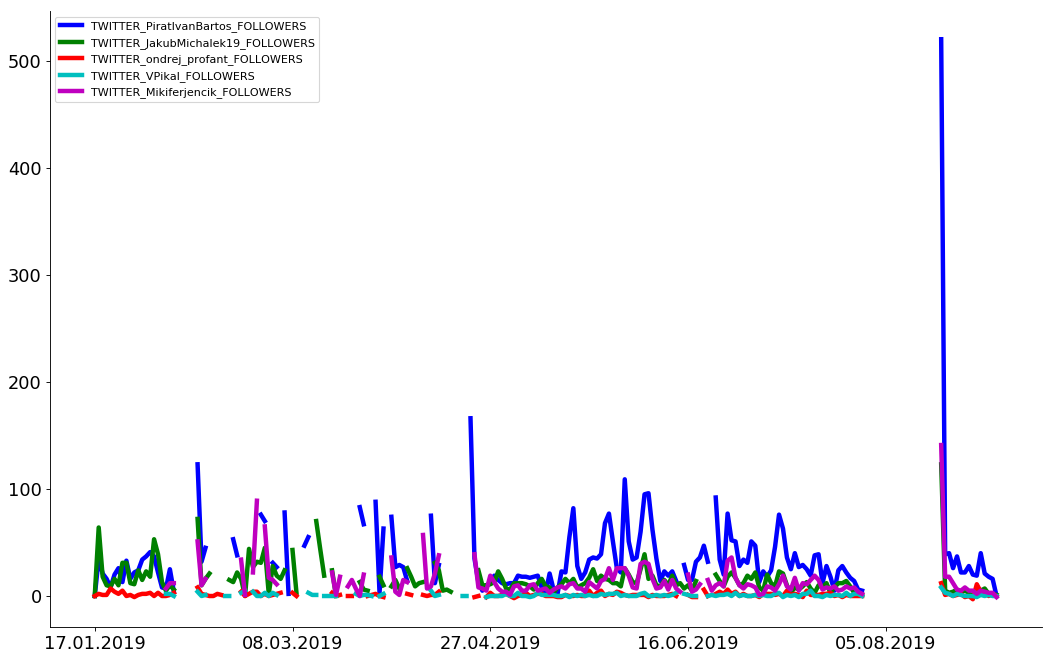 TWITTER_PiratIvanBartos_FOLLOWERS
TWITTER_JakubMichalek19_FOLLOWERS
TWITTER_ondrej_profant_FOLLOWERS
TWITTER_VPikal_FOLLOWERS
TWITTER_Mikiferjencik_FOLLOWERS
500
400
300
200
100
0
17.01.2019 08.03.2019 27.04.2019 16.06.2019 05.08.2019